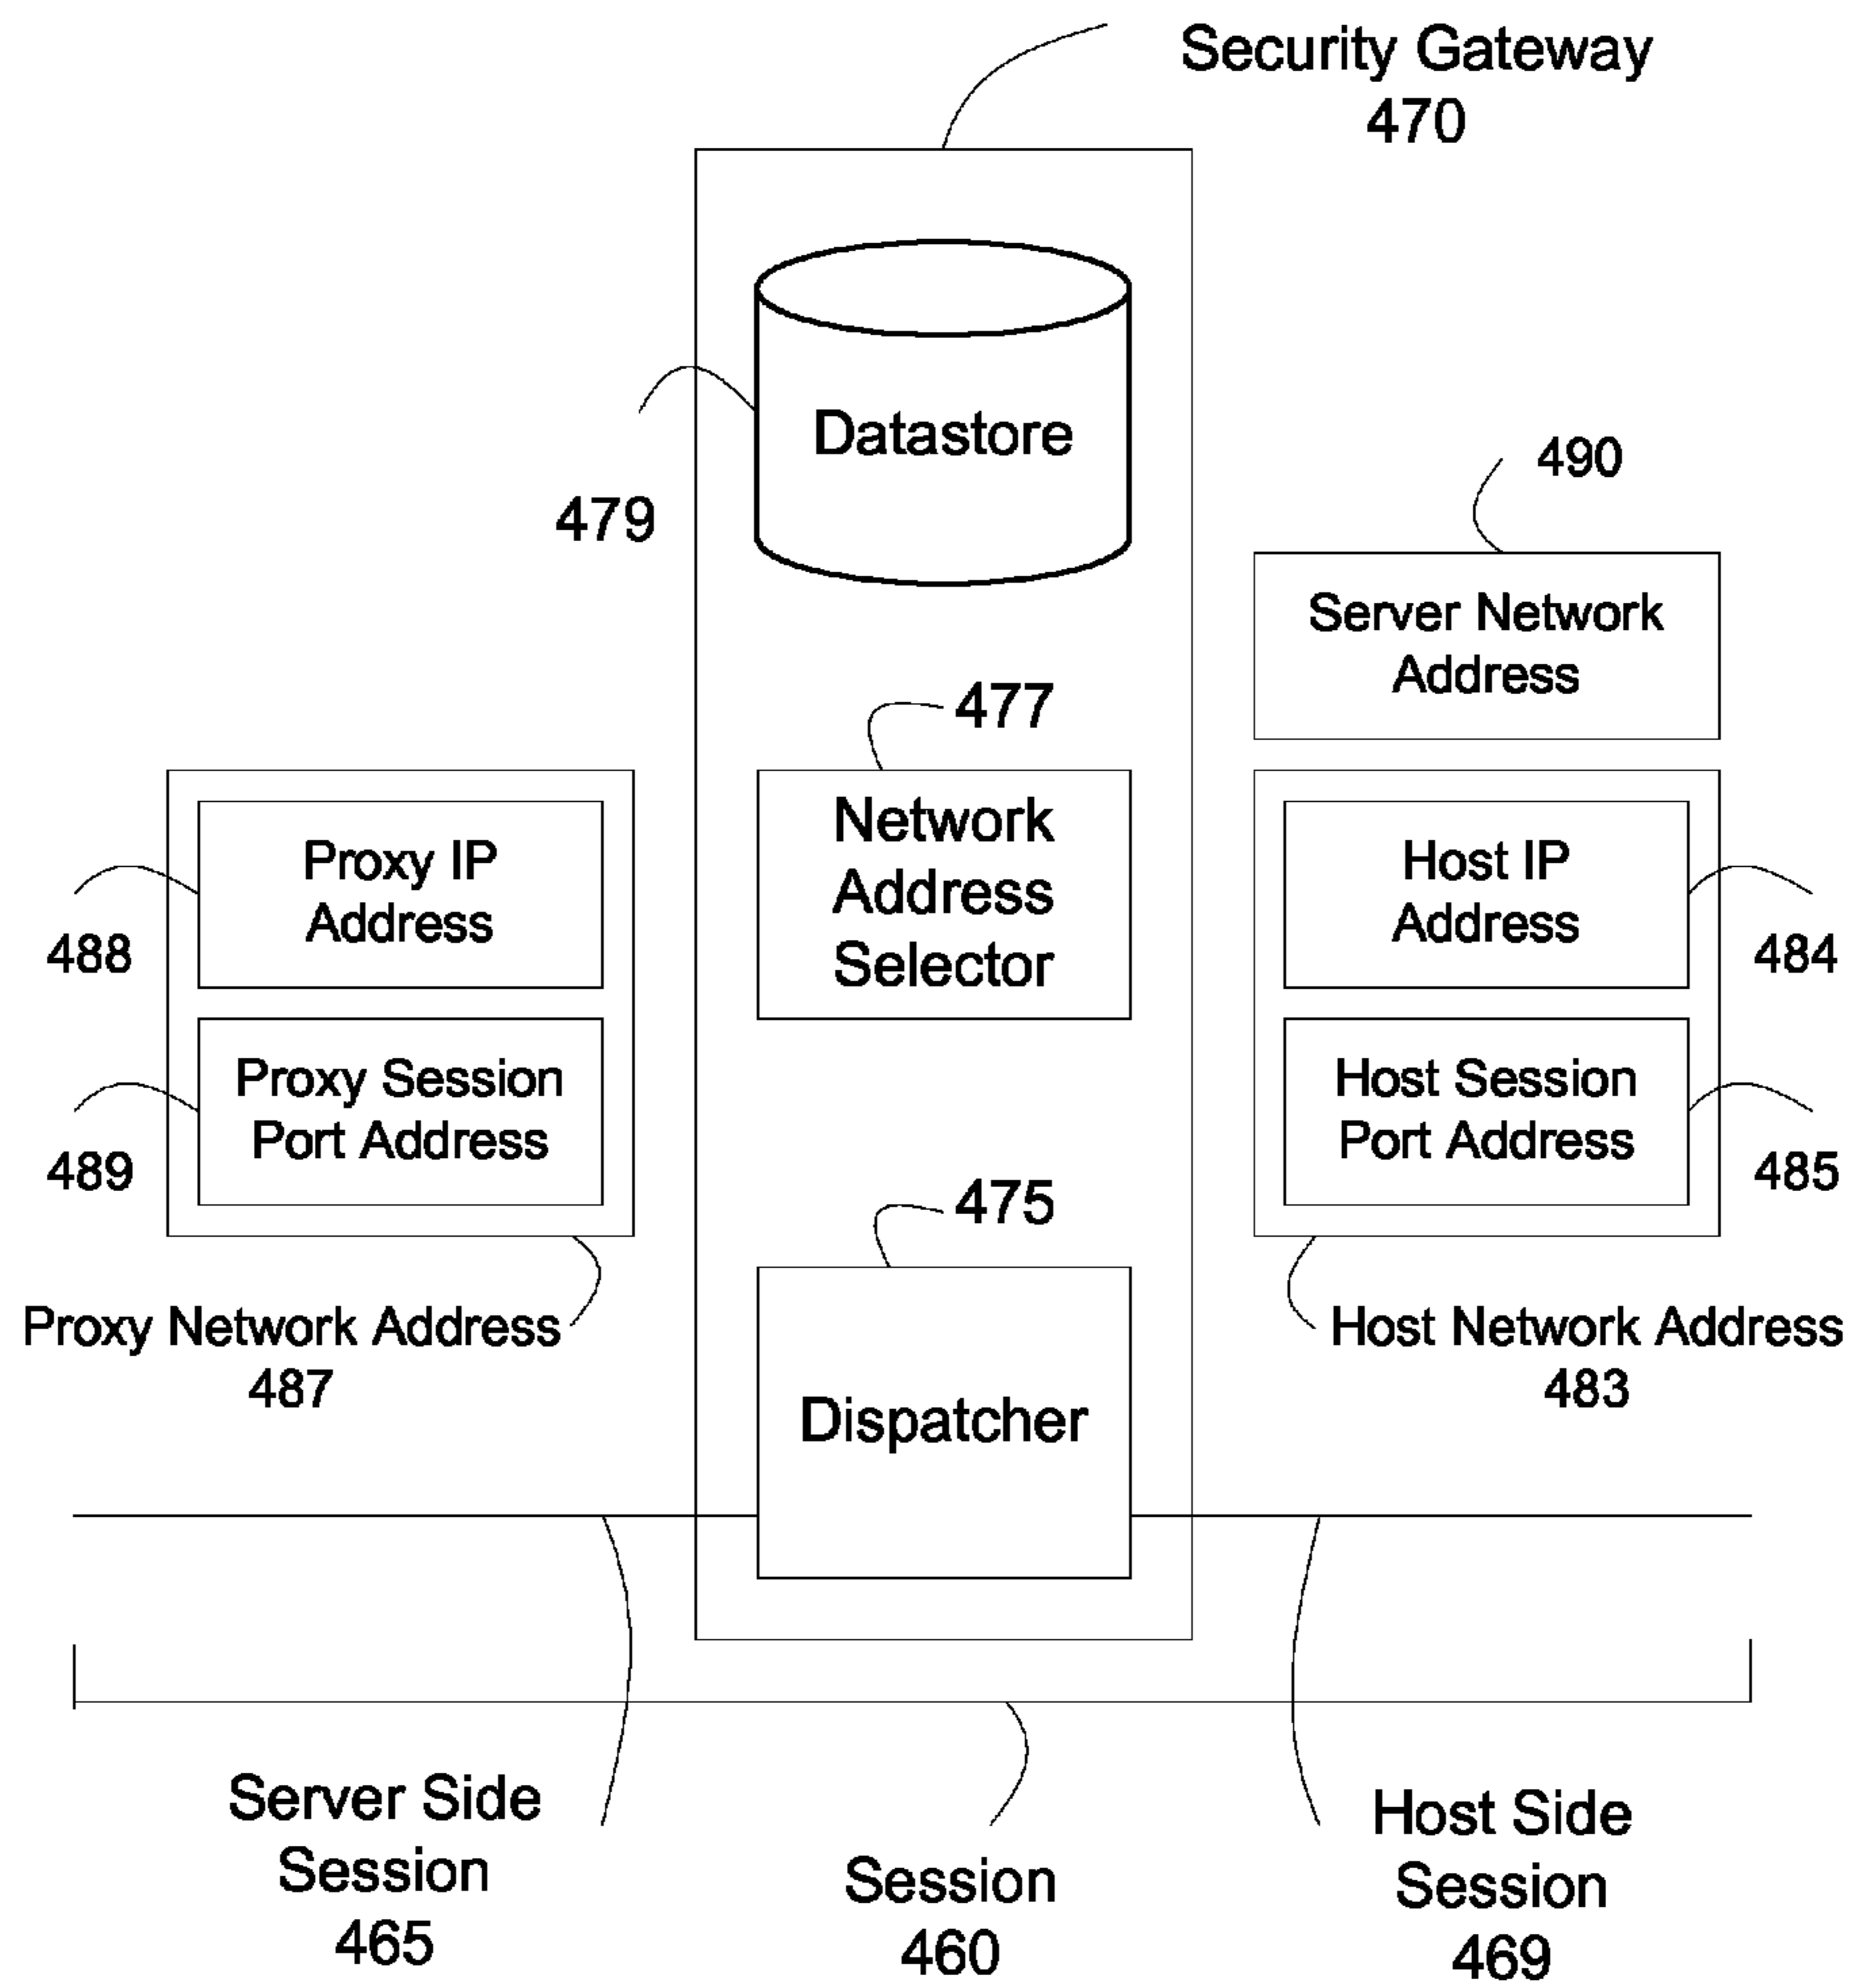 Security Gateway
470
Datastore
479
490
Server Network
Address
477
Network
Address
Selector
Proxy IP
Address
488
Proxy Session
Port Address
489
Host IP
Address
484
Host Session
Port Address
485
475
Proxy Network Address
487
Host Network Address
483
Dispatcher
Server Side
Session
465
Session
460
Host Side
Session
469